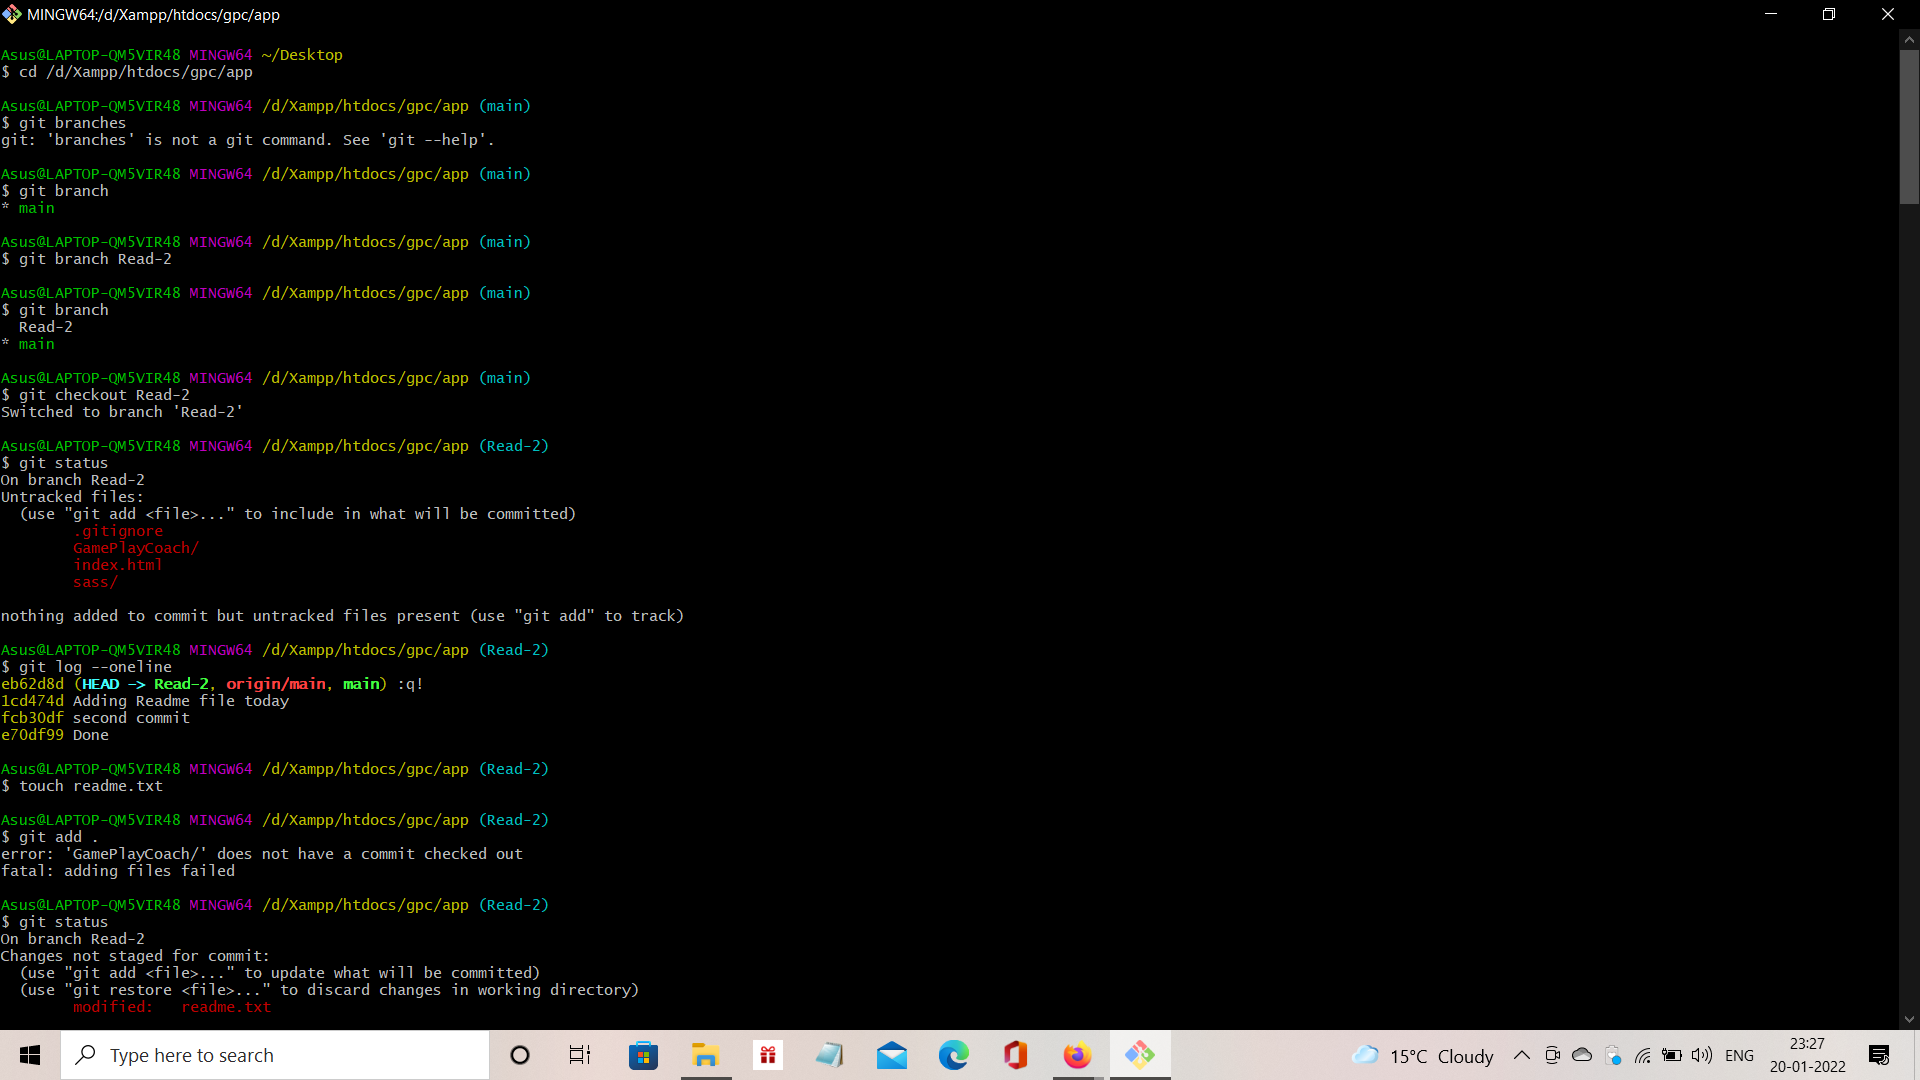 MINGW64:/d/Xampp/htdocs/gpc/app
Asus@LAPTOP-QM5VIR48 MINGW64 ~/Desktop
$ cd /d/Xampp/htdocs/gpc/app
Asus@LAPTOP-QM5VIR48 MINGW64 /d/Xampp/htdocs/gpc/app (main)
$ git branches
git: 'branches' is not a git command. See 'git --help'.
Asus@LAPTOP-QM5VIR48 MINGW64 /d/Xampp/htdocs/gpc/app (main)
$ git branch
* main
Asus@LAPTOP-QM5VIR48 MINGW64 /d/Xampp/htdocs/gpc/app (main)
$ git branch Read-2
Asus@LAPTOP-QM5VIR48 MINGW64 /d/Xampp/htdocs/gpc/app (main)
$ git branch
Read-2
* main
Asus@LAPTOP-QM5VIR48 MINGW64 /d/Xampp/htdocs/gpc/app (main)
$ git checkout Read-2
Switched to branch 'Read-2'
Asus@LAPTOP-QM5VIR48 MINGW64 /d/Xampp/htdocs/gpc/app (Read-2)
$ git status
On branch Read-2
Untracked files:
(use "git add <file>..." to include in what will be committed)
.gitignore
GamePlayCoach/
index.html
sass/
nothing added to commit but untracked files present (use "git add" to track)
Asus@LAPTOP-QM5VIR48 MINGW64 /d/Xampp/htdocs/gpc/app (Read-2)
$ git log --oneline
eb62d8d (HEAD -> Read-2, origin/main, main) :q!
1cd474d Adding Readme file today
fcb30df second commit
e70df99 Done
Asus@LAPTOP-QM5VIR48 MINGW64 /d/Xampp/htdocs/gpc/app (Read-2)
$ touch readme.txt
Asus@LAPTOP-QM5VIR48 MINGW64 /d/Xampp/htdocs/gpc/app (Read-2)
$ git add .
error: 'GamePlayCoach/' does not have a commit checked out
fatal: adding files failed
Asus@LAPTOP-QM5VIR48 MINGW64 /d/Xampp/htdocs/gpc/app (Read-2)
$ git status
On branch Read-2
Changes not staged for commit:
(use "git add <file>..." to update what will be committed)
(use "git restore <file>..." to discard changes in working directory)
modified:   readme.txt
Type here to search
15°C Cloudy
ENG
23:27
20-01-2022